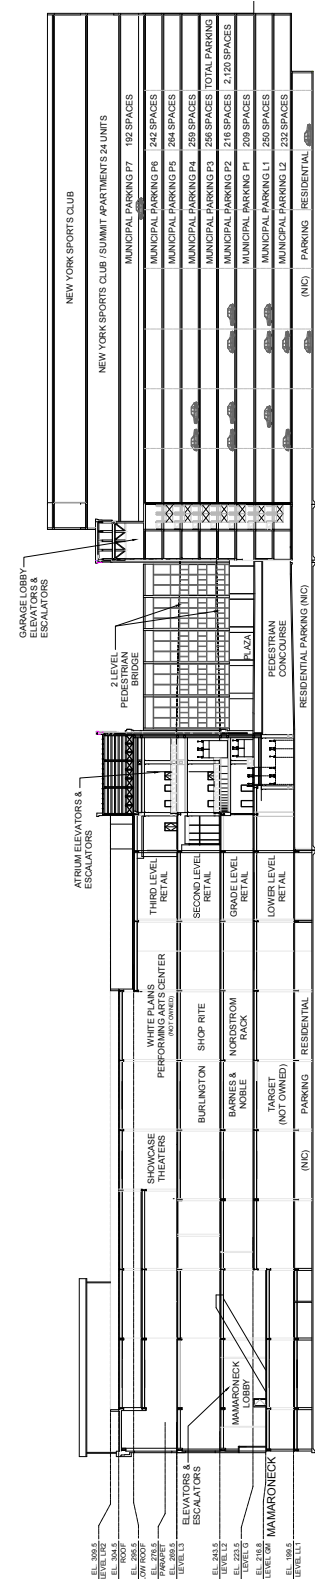 NEW YORK SPORTS CLUB
NEW YORK SPORTS CLUB / SUMMIT APARTMENTS 24 UNITS
MUNICIPAL PARKING P7 192 SPACES
MUNICIPAL PARKING P6 242 SPACES
MUNICIPAL PARKING P5 264 SPACES
MUNICIPAL PARKING P4 259 SPACES
MUNICIPAL PARKING P3 256 SPACES
TOTAL PARKING
MUNICIPAL PARKING P2 216 SPACES 2,120 SPACES
MUNICIPAL PARKING P1 209 SPACES
MUNICIPAL PARKING L1 250 SPACES
MUNICIPAL PARKING L2 232 SPACES
(NIC) PARKING RESIDENTIAL
GARAGE LOBBY
ELEVATORS &
ESCALATORS
2 LEVEL
PEDESTRIAN
BRIDGE
PLAZA
PEDESTRIAN
CONCOURSE
RESIDENTIAL PARKING (NIC)
ATRIUM ELEVATORS &
ESCALATORS
THIRD LEVEL
RETAIL
SECOND LEVEL
RETAIL
GRADE LEVEL
RETAIL
LOWER LEVEL
RETAIL
WHITE PLAINS
PERFORMING ARTS CENTER
(NOT OWNED)
SHOWCASE
THEATERS
BURLINGTON SHOP RITE
BARNES &
NOBLE
NORDSTROM
RACK
TARGET
(NOT OWNED)
(NIC) PARKING RESIDENTIAL
MAMARONECK
LOBBY
ELEVATORS &
ESCALATORS
MAMARONECK
EL. 309.5
LEVEL LR2
EL. 304.5
ROOF
EL. 295.5
LOW ROOF
EL. 276.5
PARAPET
EL. 269.5
LEVEL L3
EL. 243.5
LEVEL L2
EL. 223.5
LEVEL G
EL. 216.8
LEVEL GM
EL. 199.5
LEVEL LL1